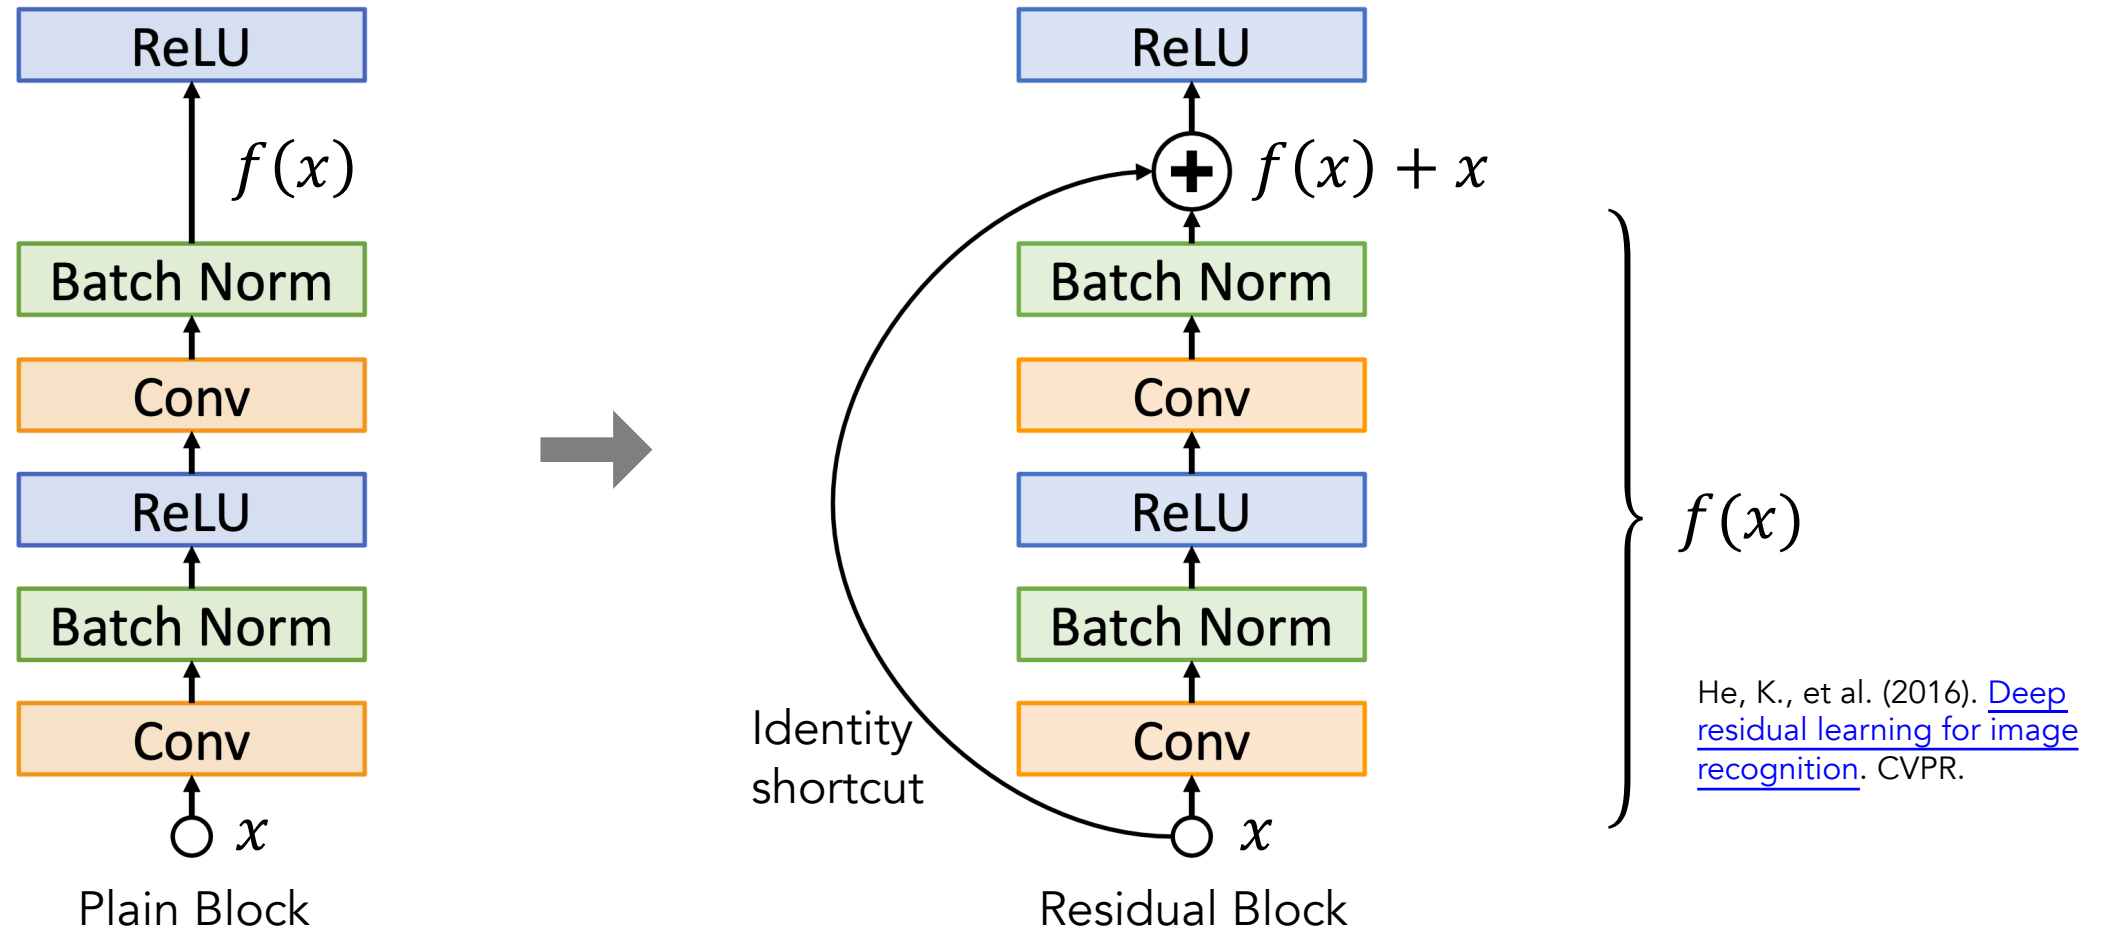 ReLU
f(x)
Batch Norm
Conv
ReLU
Batch Norm
Conv
x
Plain Block
ReLU
+
f(x) + x
Batch Norm
Conv
ReLU
Batch Norm
Conv
x
Identity
shortcut
Residual Block
f(x)
He, K., et al. (2016). Deep
residual learning for image
recognition. CVPR.